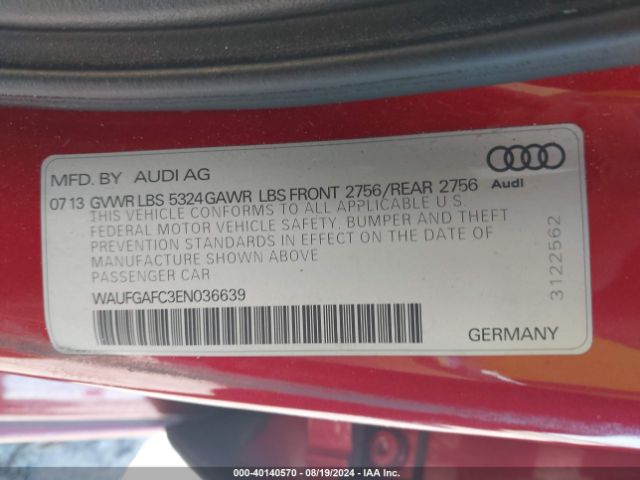 MFD. BY AUDI AG
Audi
07 13 GVWR LBS 5324 GAWR LBS FRONT 2756/REAR 2756
THIS VEHICLE CONFORMS TO ALL APPLICABLE U.S.
FEDERAL MOTOR VEHICLE SAFETY, BUMPER AND THEFT
PREVENTION STANDARDS IN EFFECT ON THE DATE OF
MANUFACTURE SHOWN ABOVE
PASSENGER CAR
WAUFGAFC3EN036639
3122562
GERMANY
000-40140570 - 08/19/2024 - IAA Inc.